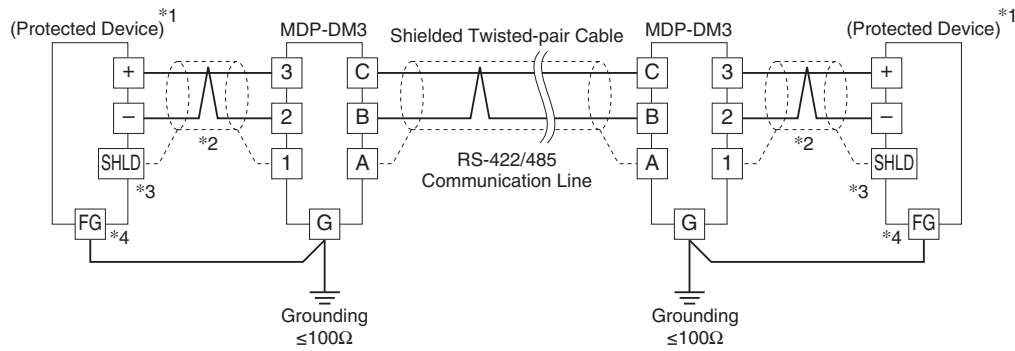 (Protected Device)*1
MDP-DM3
Shielded Twisted-pair Cable
MDP-DM3
(Protected Device)*1
+
3
C
C
3
+
–
2
B
B
2
–
*2
*2
SHLD
1
A
RS-422/485
Communication Line
A
1
SHLD
*3
*3
FG
*4
G
G
*4
FG
Grounding
≤100Ω
Grounding
≤100Ω